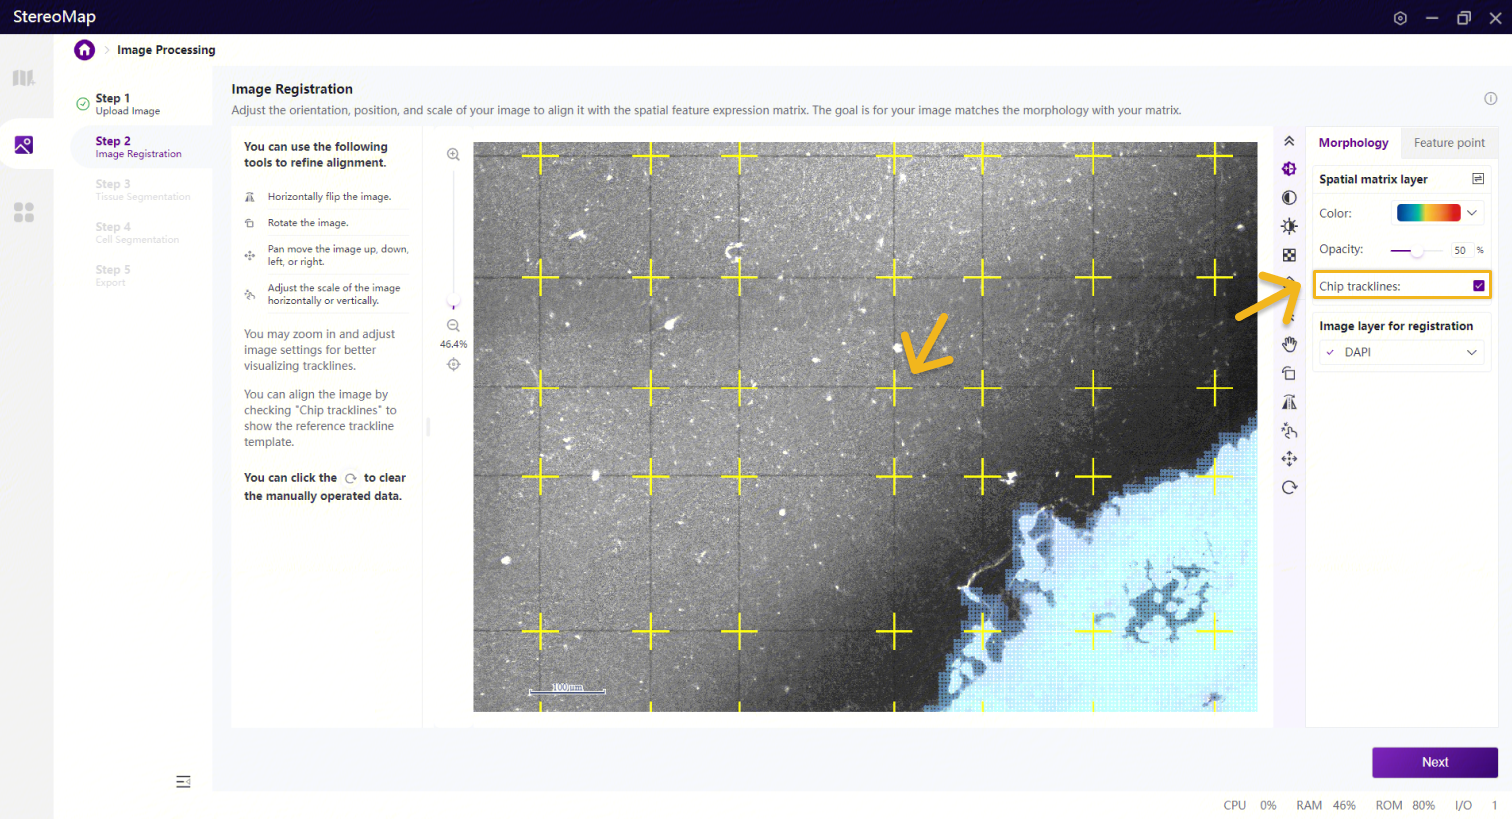 StereoMap
Image Processing
Step 1
Upload Image
Step 2
Image Registration
Step 3
Tissue Segmentation
Step 4
Cell Segmentation
Step 5
Export
Image Registration
Adjust the orientation, position, and scale of your image to align it with the spatial feature expression matrix. The goal is for your image matches the morphology with your matrix.
You can use the following
tools to refine alignment.
Horizontally flip the image.
Rotate the image.
Pan move the image up, down,
left, or right.
Adjust the scale of the image
horizontally or vertically.
You may zoom in and adjust
image settings for better
visualizing tracklines.
You can align the image by
checking "Chip tracklines" to
show the reference trackline
template.
You can click the to clear
the manually operated data.
46.4%
100μm
Morphology
Feature point
Spatial matrix layer
Color:
Opacity:
50 %
Chip tracklines:
Image layer for registration
DAPI
Next
CPU 0% RAM 46% ROM 80% I/O 1